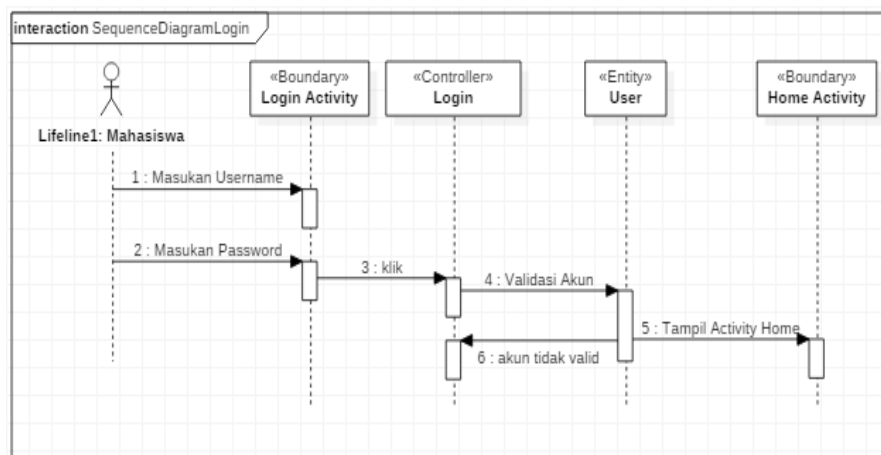 interaction SequenceDiagramLogin
«Boundary»
Login Activity
«Controller»
Login
«Entity»
User
«Boundary»
Home Activity
Lifeline1: Mahasiswa
1 : Masukan Username
2 : Masukan Password
3 : klik
4 : Validasi Akun
5 : Tampil Activity Home
6 : akun tidak valid